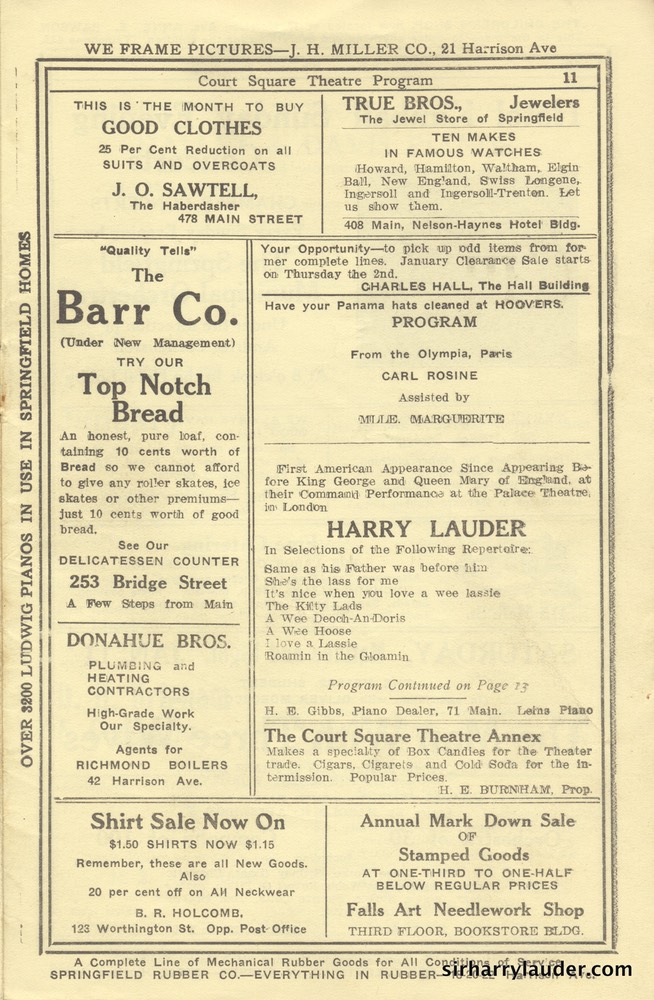 WE FRAME PICTURES—J. H. MILLER CO., 21 Harrison Ave
Court Square Theatre Program 11
THIS IS THE MONTH TO BUY
GOOD CLOTHES
25 Per Cent Reduction on all
SUITS AND OVERCOATS
J. O. SAWTELL,
The Haberdasher
478 MAIN STREET
TRUE BROS., Jewelers
The Jewel Store of Springfield
TEN MAKES
IN FAMOUS WATCHES
Howard, Hamilton, Waltham, Elgin
Ball, New England, Swiss Longene,
Ingersoll and Ingersoll-Trenton. Let
us show them.
408 Main, Nelson-Haynes Hotel Bldg.
OVER 3200 LUDWIG PIANOS IN USE IN SPRINGFIELD HOMES
"Quality Tells"
The
Barr Co.
(Under New Management)
TRY OUR
Top Notch
Bread
An honest, pure loaf, con-
taining 10 cents worth of
Bread so we cannot afford
to give any roller skates, ice
skates or other premiums—
just 10 cents worth of good
bread.
See Our
DELICATESSEN COUNTER
253 Bridge Street
A Few Steps from Main
DONAHUE BROS.
PLUMBING and
HEATING
CONTRACTORS
High-Grade Work
Our Specialty.
Agents for
RICHMOND BOILERS
42 Harrison Ave.
Your Opportunity—to pick up odd items from for-
mer complete lines. January Clearance Sale starts
on Thursday the 2nd.
CHARLES HALL, The Hall Building
Have your Panama hats cleaned at HOOVERS.
PROGRAM
From the Olympia, Paris
CARL ROSINE
Assisted by
MLLE. MARGUERITE
First American Appearance Since Appearing Be-
fore King George and Queen Mary of England, at
their Command Performance at the Palace Theatre,
in London
HARRY LAUDER
In Selections of the Following Repertoire:
Same as his Father was before him
She's the lass for me
It's nice when you love a wee lassie
The Kilty Lads
A Wee Deoch-An-Doris
A Wee Hoose
I love a Lassie
Roamin in the Gloamin
Program Continued on Page 13
H. E. Gibbs, Piano Dealer, 71 Main. Leins Piano
The Court Square Theatre Annex
Makes a specialty of Box Candies for the Theater
trade. Cigars, Cigarets and Cold Soda for the in-
termission. Popular Prices.
H. E. BURNHAM, Prop.
Shirt Sale Now On
$1.50 SHIRTS NOW $1.15
Remember, these are all New Goods.
Also
20 per cent off on All Neckwear
B. R. HOLCOMB,
123 Worthington St. Opp. Post Office
Annual Mark Down Sale
OF
Stamped Goods
AT ONE-THIRD TO ONE-HALF
BELOW REGULAR PRICES
Falls Art Needlework Shop
THIRD FLOOR, BOOKSTORE BLDG.
A Complete Line of Mechanical Rubber Goods for All Conditions of Service
SPRINGFIELD RUBBER CO.—EVERYTHING IN RUBBER— Harrison Ave.
sirharrylauder.com